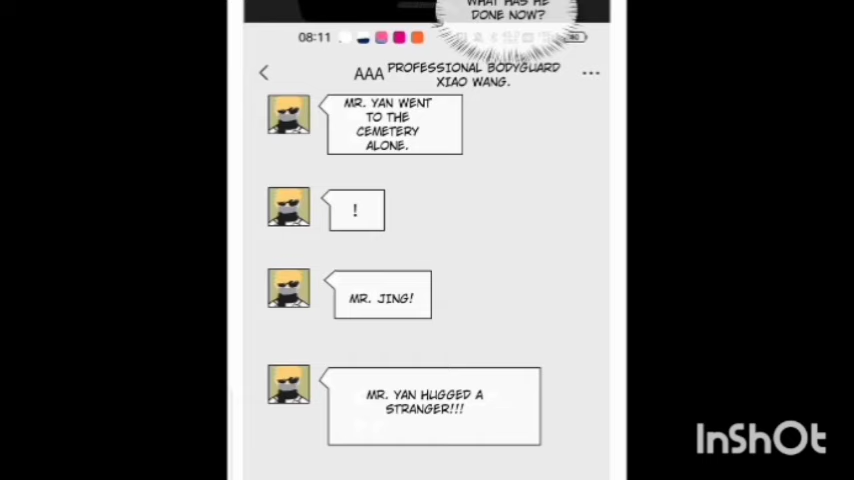 WHAT HAS HE
DONE NOW?
08:11
AAA PROFESSIONAL BODYGUARD
XIAO WANG.
MR. YAN WENT
TO THE
CEMETERY
ALONE.
!
MR. JING!
MR. YAN HUGGED A
STRANGER!!!
InShOt